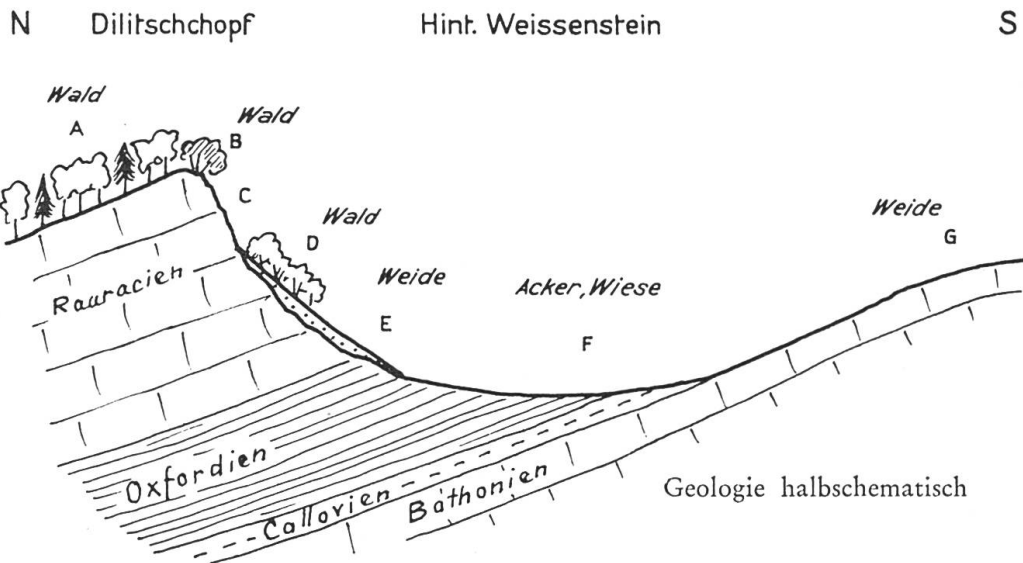 N Dilitschchopf Hint. Weissenstein S
Wald
A
Wald
B
C
Wald
D
Weide
E
Acker, Wiese
F
Weide
G
Rauracien
Oxfordien
Callovien
Bathonien
Geologie halbschematisch